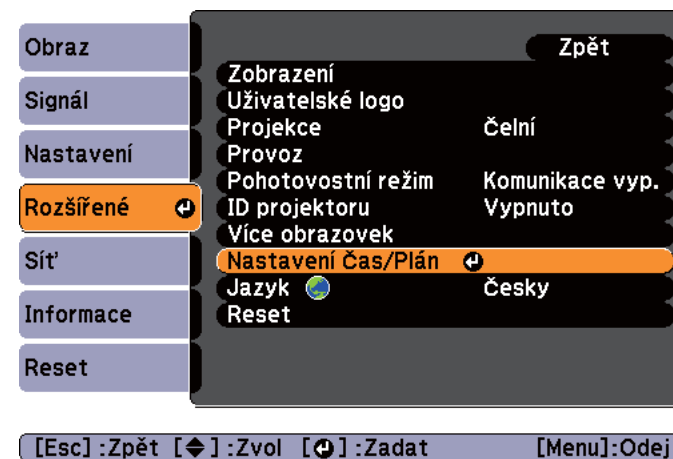 Obraz
Signál
Nastavení
Rozšířené
Síť
Informace
Reset
Zpět
Zobrazení
Uživatelské logo
Projekce Čelní
Provoz
Pohotovostní režim Komunikace vyp.
ID projektoru Vypnuto
Více obrazovek
Nastavení Čas/Plán
Jazyk Česky
Reset
[Esc] :Zpět [◆] :Zvol [⏎] :Zadat [Menu]:Odej